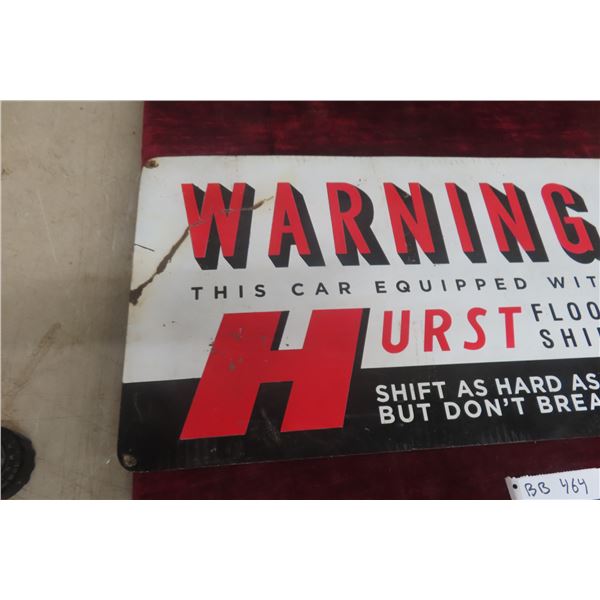 WARNING
THIS CAR EQUIPPED WIT
HURST FLOO
SHI
SHIFT AS HARD AS
BUT DON'T BREA
BB 464